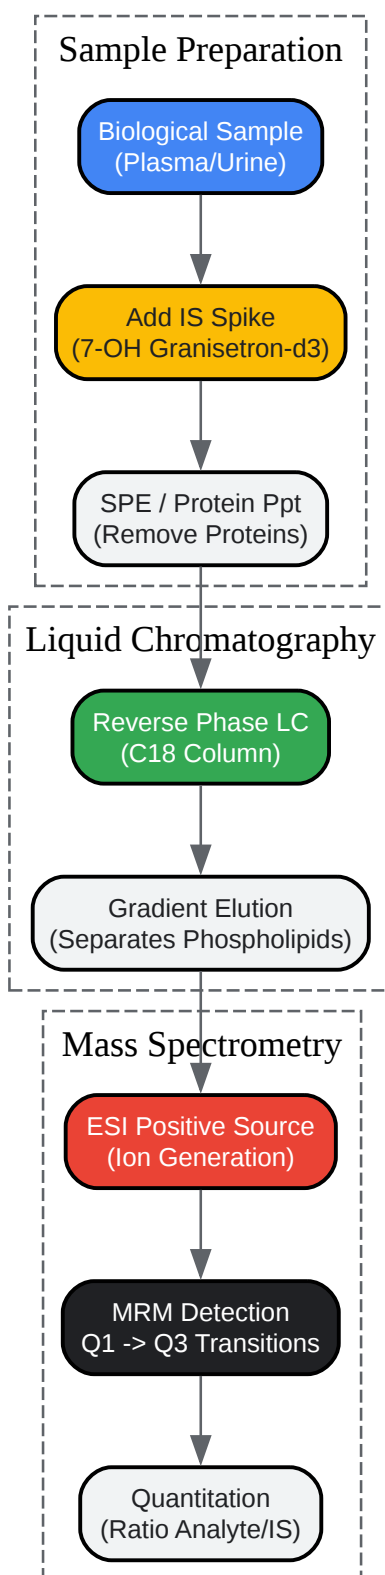 Sample Preparation
Biological Sample
(Plasma/Urine)
Add IS Spike
(7-OH Granisetron-d3)
SPE / Protein Ppt
(Remove Proteins)
Liquid Chromatography
Reverse Phase LC
(C18 Column)
Gradient Elution
(Separates Phospholipids)
Mass Spectrometry
ESI Positive Source
(Ion Generation)
MRM Detection
Q1 -> Q3 Transitions
Quantitation
(Ratio Analyte/IS)